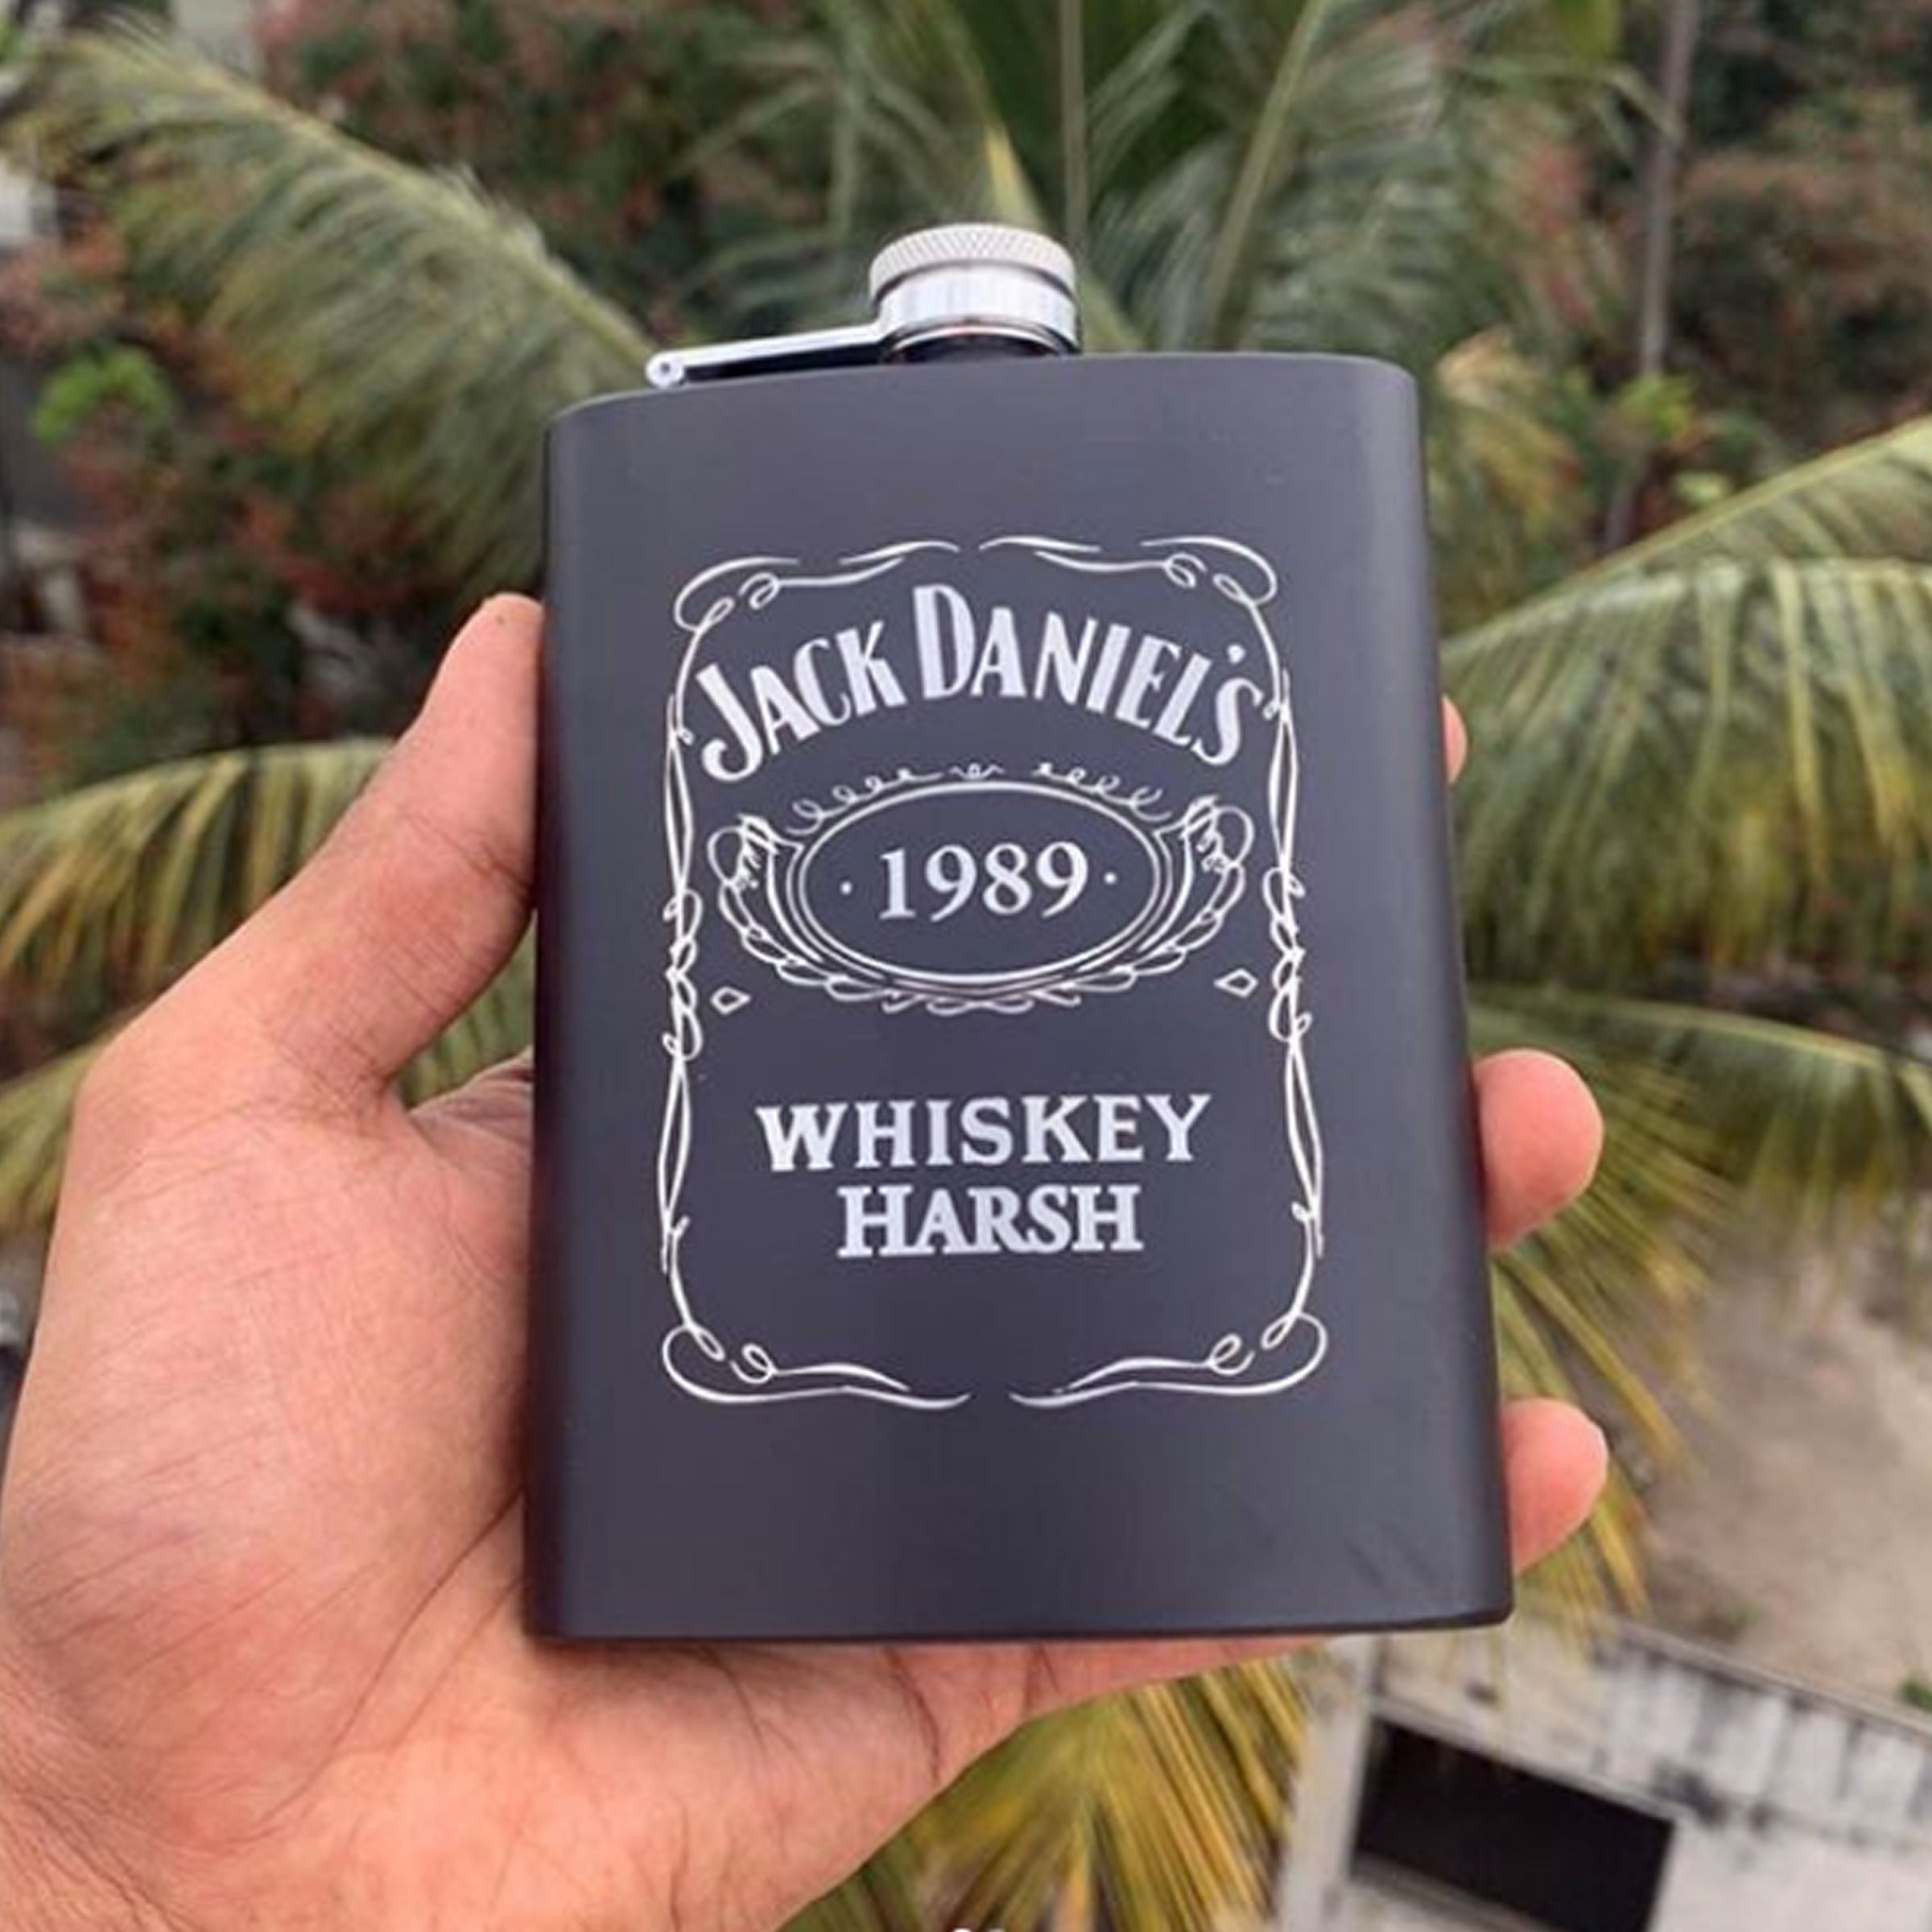 JACK DANIEL'S
· 1989 ·
WHISKEY
HARSH